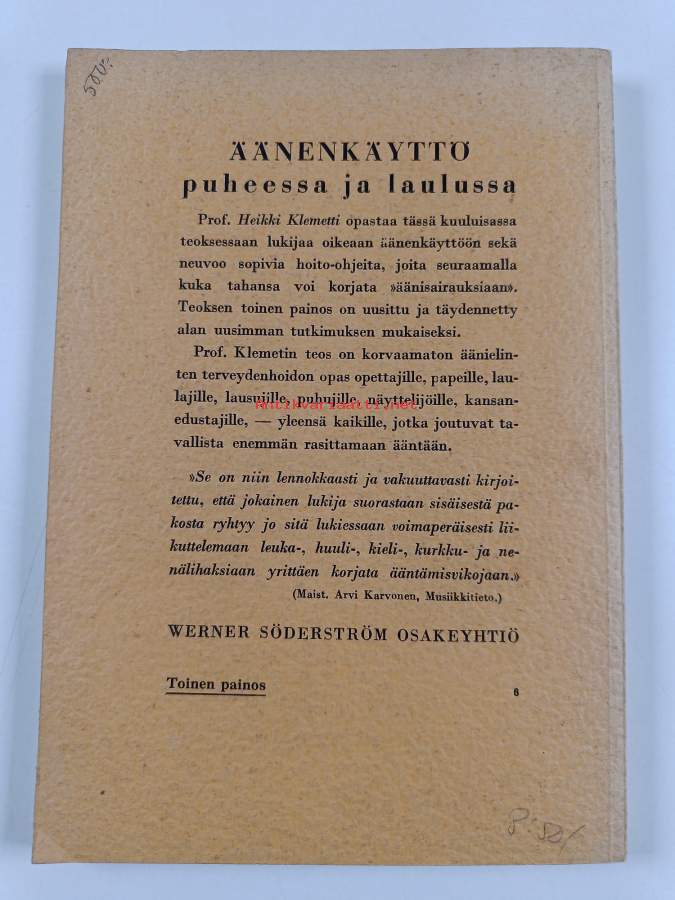 500:-
ÄÄNENKÄYTTÖ
puheessa ja laulussa
Prof. Heikki Klemetti opastaa tässä kuuluisassa
teoksessaan lukijaa oikeaan äänenkäyttöön sekä
neuvoo sopivia hoito-ohjeita, joita seuraamalla
kuka tahansa voi korjata »äänisairauksiaan».
Teoksen toinen painos on uusittu ja täydennetty
alan uusimman tutkimuksen mukaiseksi.
Prof. Klemetin teos on korvaamaton äänielin-
ten terveydenhoidon opas opettajille, papeille, lau-
lajille, lausujille, puhujille, näyttelijöille, kansan-
Antikvariaatti.net
edustajille, — yleensä kaikille, jotka joutuvat ta-
vallista enemmän rasittamaan ääntään.
»Se on niin lennokkaasti ja vakuuttavasti kirjoi-
tettu, että jokainen lukija suorastaan sisäisestä pa-
kosta ryhtyy jo sitä lukiessaan voimaperäisesti lii-
kuttelemaan leuka-, huuli-, kieli-, kurkku- ja ne-
nälihaksiaan yrittäen korjata ääntämisvikojaan.»
(Maist. Arvi Karvonen, Musiikkitieto.)
WERNER SÖDERSTRÖM OSAKEYHTIÖ
Toinen painos
6